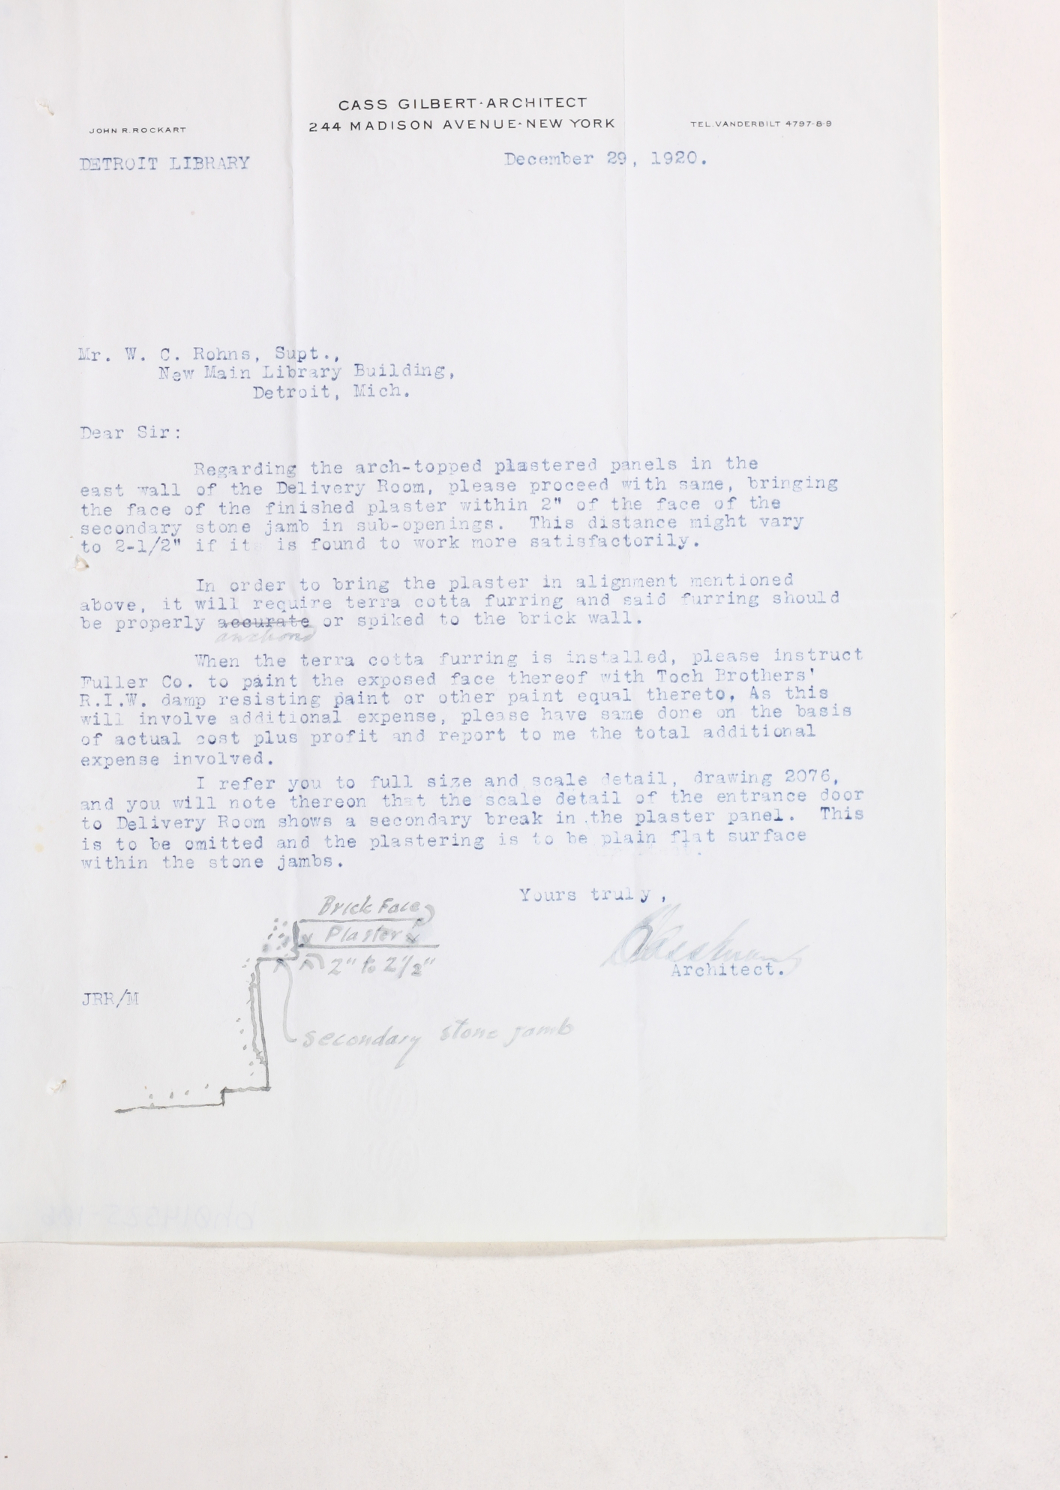 CASS GILBERT·ARCHITECT
244 MADISON AVENUE·NEW YORK
JOHN R. ROCKART
TEL. VANDERBILT 4797-8-9
DETROIT LIBRARY
December 29, 1920.
Mr. W. C. Rohns, Supt.,
New Main Library Building,
Detroit, Mich.
Dear Sir:
Regarding the arch-topped plastered panels in the
east wall of the Delivery Room, please proceed with same, bringing
the face of the finished plaster within 2" of the face of the
secondary stone jamb in sub-openings. This distance might vary
to 2-1/2" if it is found to work more satisfactorily.
In order to bring the plaster in alignment mentioned
above, it will require terra cotta furring and said furring should
be properly accurate or spiked to the brick wall.
anchored
When the terra cotta furring is installed, please instruct
Fuller Co. to paint the exposed face thereof with Toch Brothers'
R.I.W. damp resisting paint or other paint equal thereto. As this
will involve additional expense, please have same done on the basis
of actual cost plus profit and report to me the total additional
expense involved.
I refer you to full size and scale detail, drawing 2076,
and you will note thereon that the scale detail of the entrance door
to Delivery Room shows a secondary break in the plaster panel. This
is to be omitted and the plastering is to be plain flat surface
within the stone jambs.
Yours truly,
Brick Face
Plaster
2" to 2 1/2"
Architect.
JRR/M
secondary stone jamb